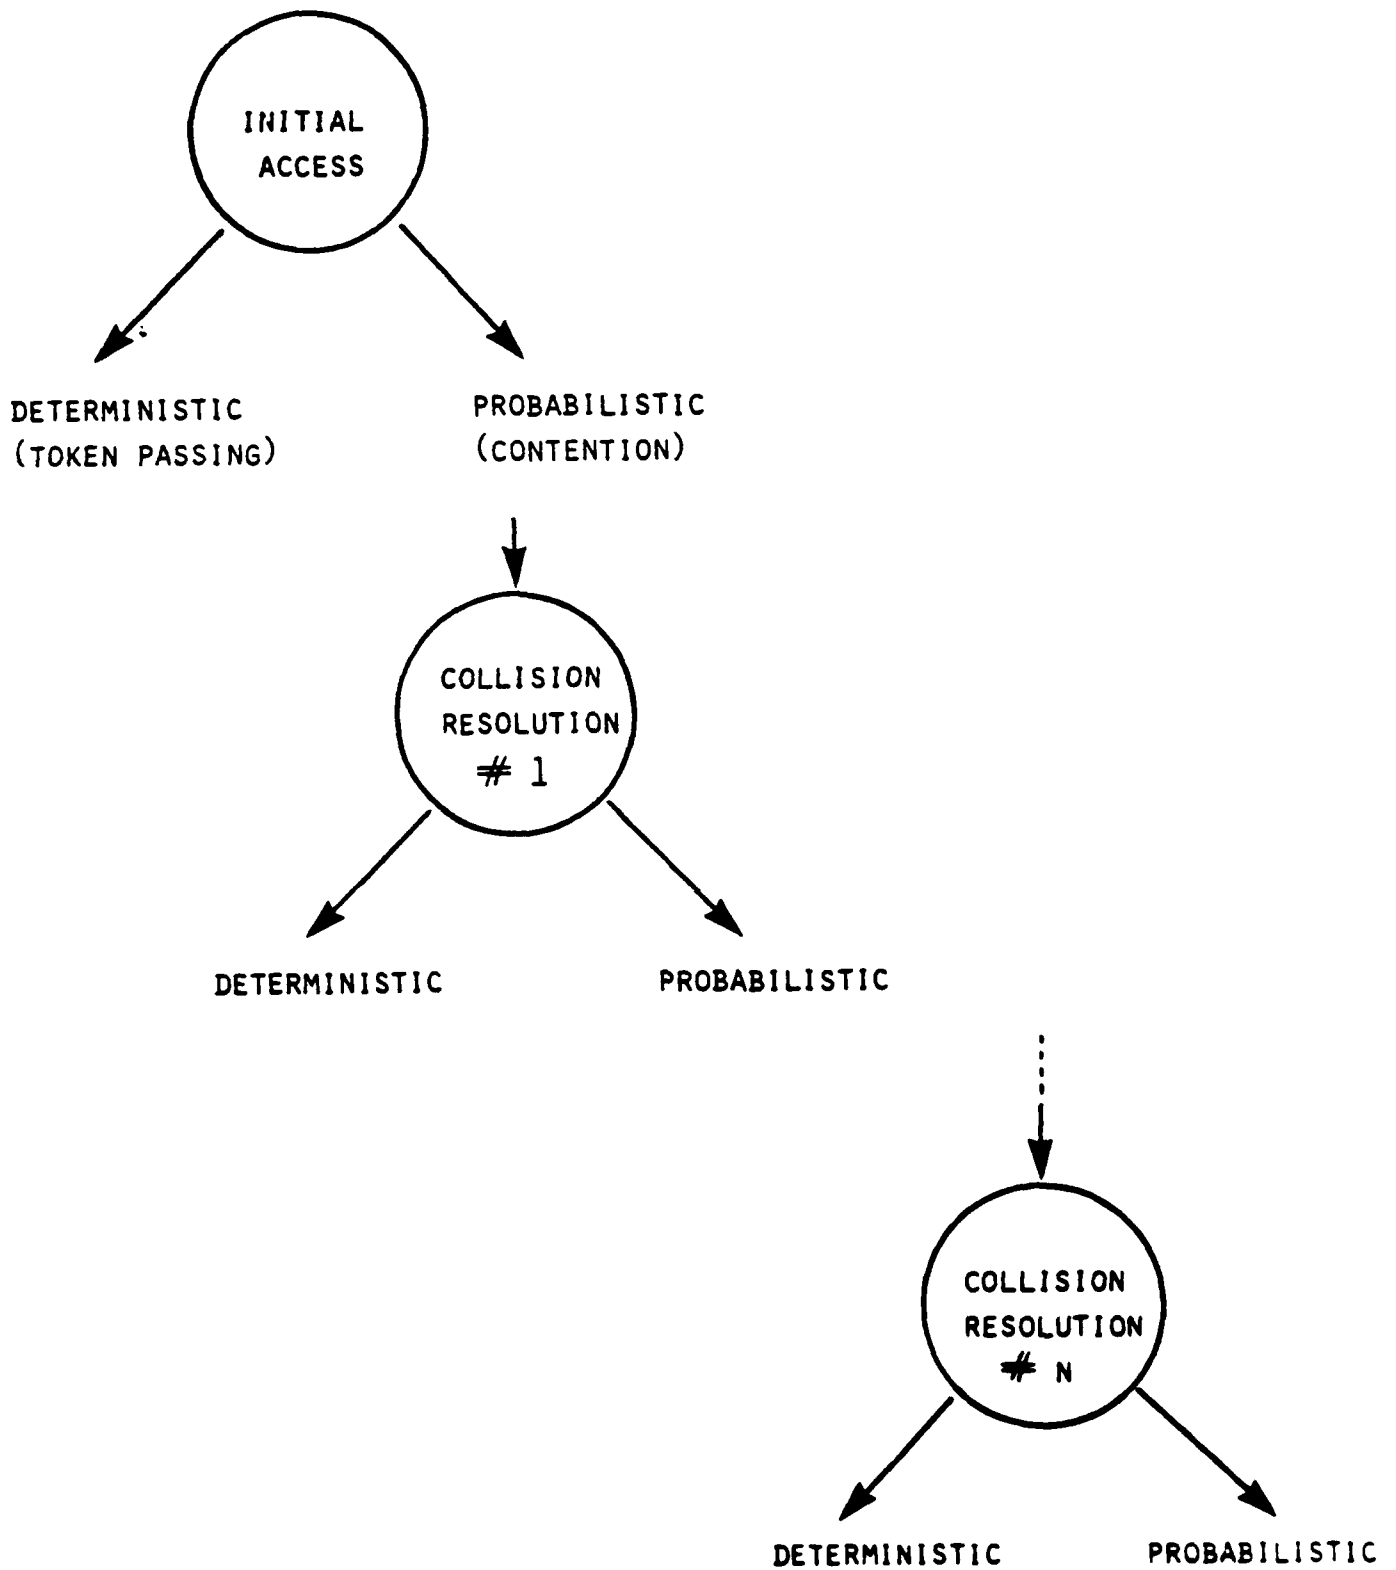 INITIAL
ACCESS
DETERMINISTIC
(TOKEN PASSING)
PROBABILISTIC
(CONTENTION)
COLLISION
RESOLUTION
# 1
DETERMINISTIC
PROBABILISTIC
COLLISION
RESOLUTION
# N
DETERMINISTIC
PROBABILISTIC